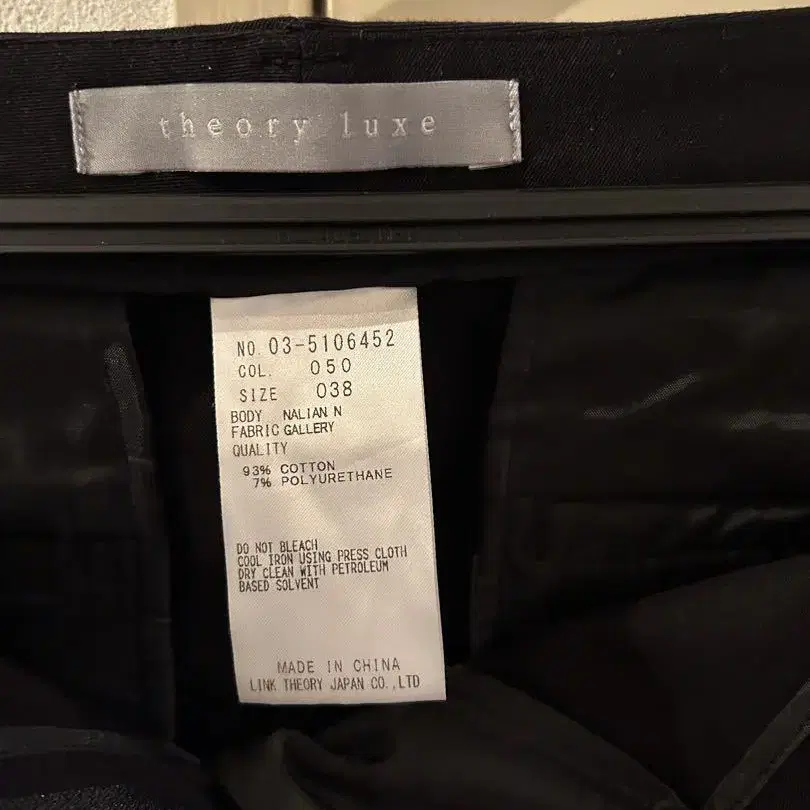 theory luxe
NO. 03-5106452
COL. 050
SIZE 038
BODY NALIAN N
FABRIC GALLERY
QUALITY
93% COTTON
7% POLYURETHANE
DO NOT BLEACH
COOL IRON USING PRESS CLOTH
DRY CLEAN WITH PETROLEUM
BASED SOLVENT
MADE IN CHINA
LINK THEORY JAPAN CO.,LTD